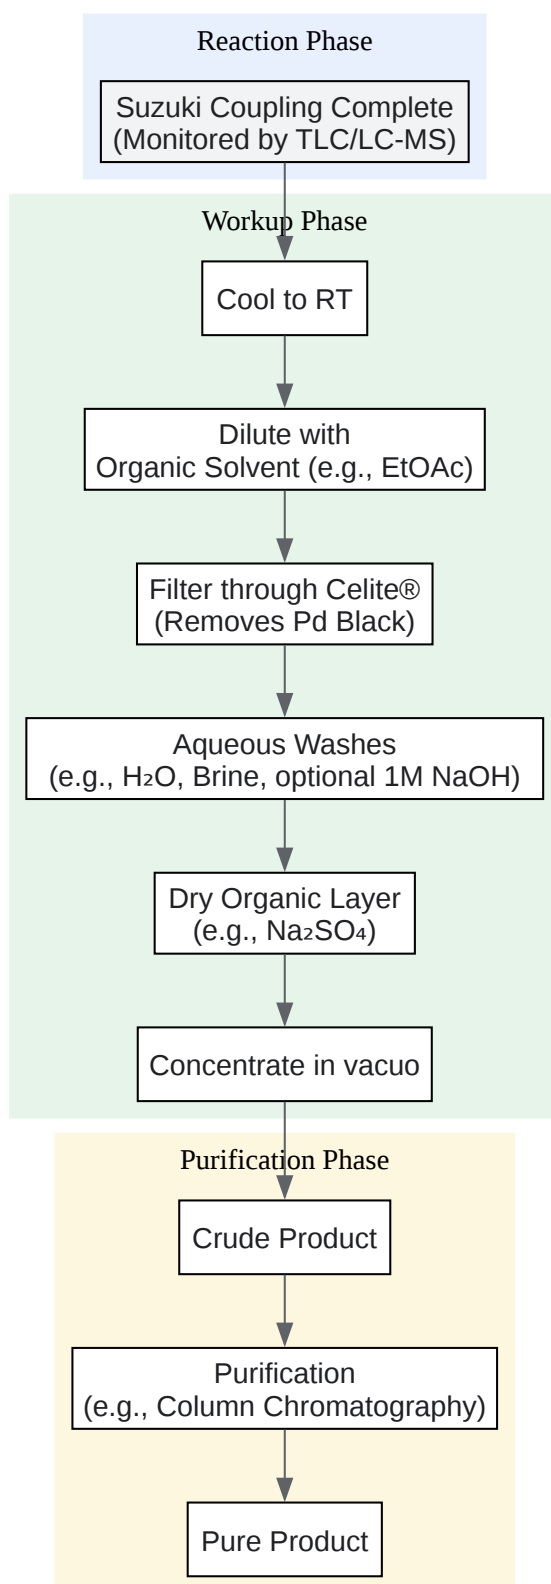 Reaction Phase
Suzuki Coupling Complete
(Monitored by TLC/LC-MS)
Workup Phase
Cool to RT
Dilute with
Organic Solvent (e.g., EtOAc)
Filter through Celite®
(Removes Pd Black)
Aqueous Washes
(e.g., H₂O, Brine, optional 1M NaOH)
Dry Organic Layer
(e.g., Na₂SO₄)
Concentrate in vacuo
Purification Phase
Crude Product
Purification
(e.g., Column Chromatography)
Pure Product